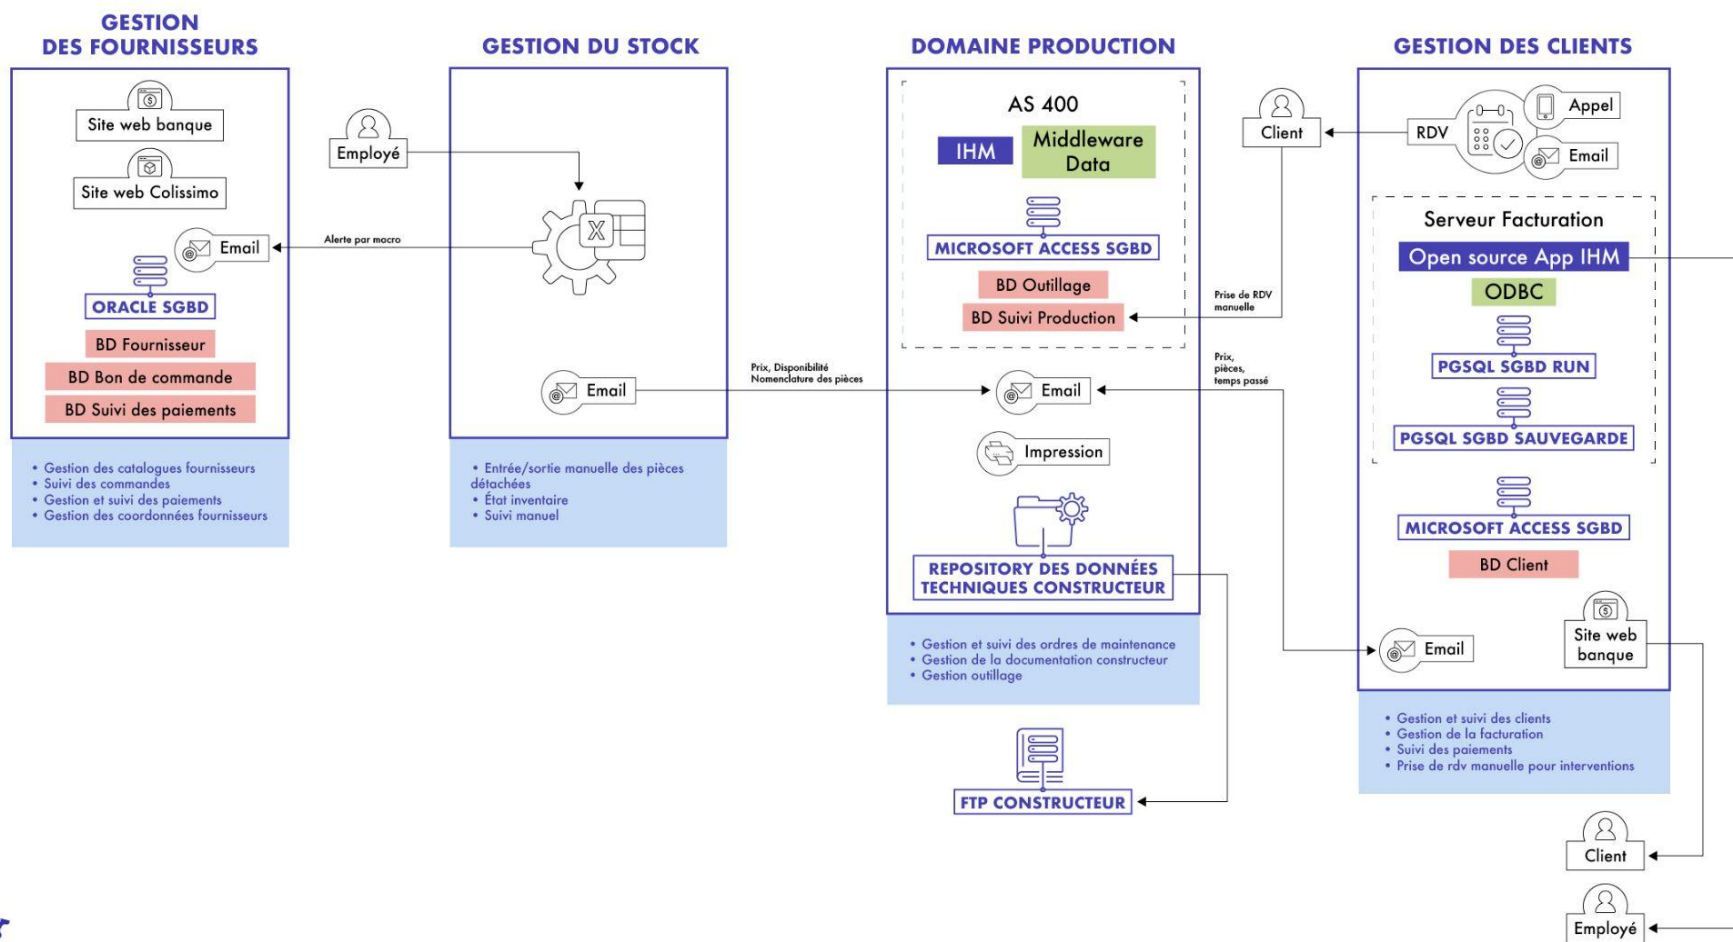 GESTION
DES FOURNISSEURS
Site web banque
Site web Colissimo
Email
ORACLE SGBD
BD Fournisseur
BD Bon de commande
BD Suivi des paiements
• Gestion des catalogues fournisseurs
• Suivi des commandes
• Gestion et suivi des paiements
• Gestion des coordonnées fournisseurs
Employé
Alerte par macro
GESTION DU STOCK
X
Email
• Entrée/sortie manuelle des pièces
détachées
• État inventaire
• Suivi manuel
Prix, Disponibilité
Nomenclature des pièces
DOMAINE PRODUCTION
AS 400
IHM
Middleware
Data
MICROSOFT ACCESS SGBD
BD Outillage
BD Suivi Production
Email
Impression
REPOSITORY DES DONNÉES
TECHNIQUES CONSTRUCTEUR
• Gestion et suivi des ordres de maintenance
• Gestion de la documentation constructeur
• Gestion outillage
FTP CONSTRUCTEUR
Client
Prise de RDV
manuelle
Prix,
pièces,
temps passé
GESTION DES CLIENTS
RDV
Appel
Email
Serveur Facturation
Open source App IHM
ODBC
PGSQL SGBD RUN
PGSQL SGBD SAUVEGARDE
MICROSOFT ACCESS SGBD
BD Client
Email
Site web
banque
• Gestion et suivi des clients
• Gestion de la facturation
• Suivi des paiements
• Prise de rdv manuelle pour interventions
Client
Employé